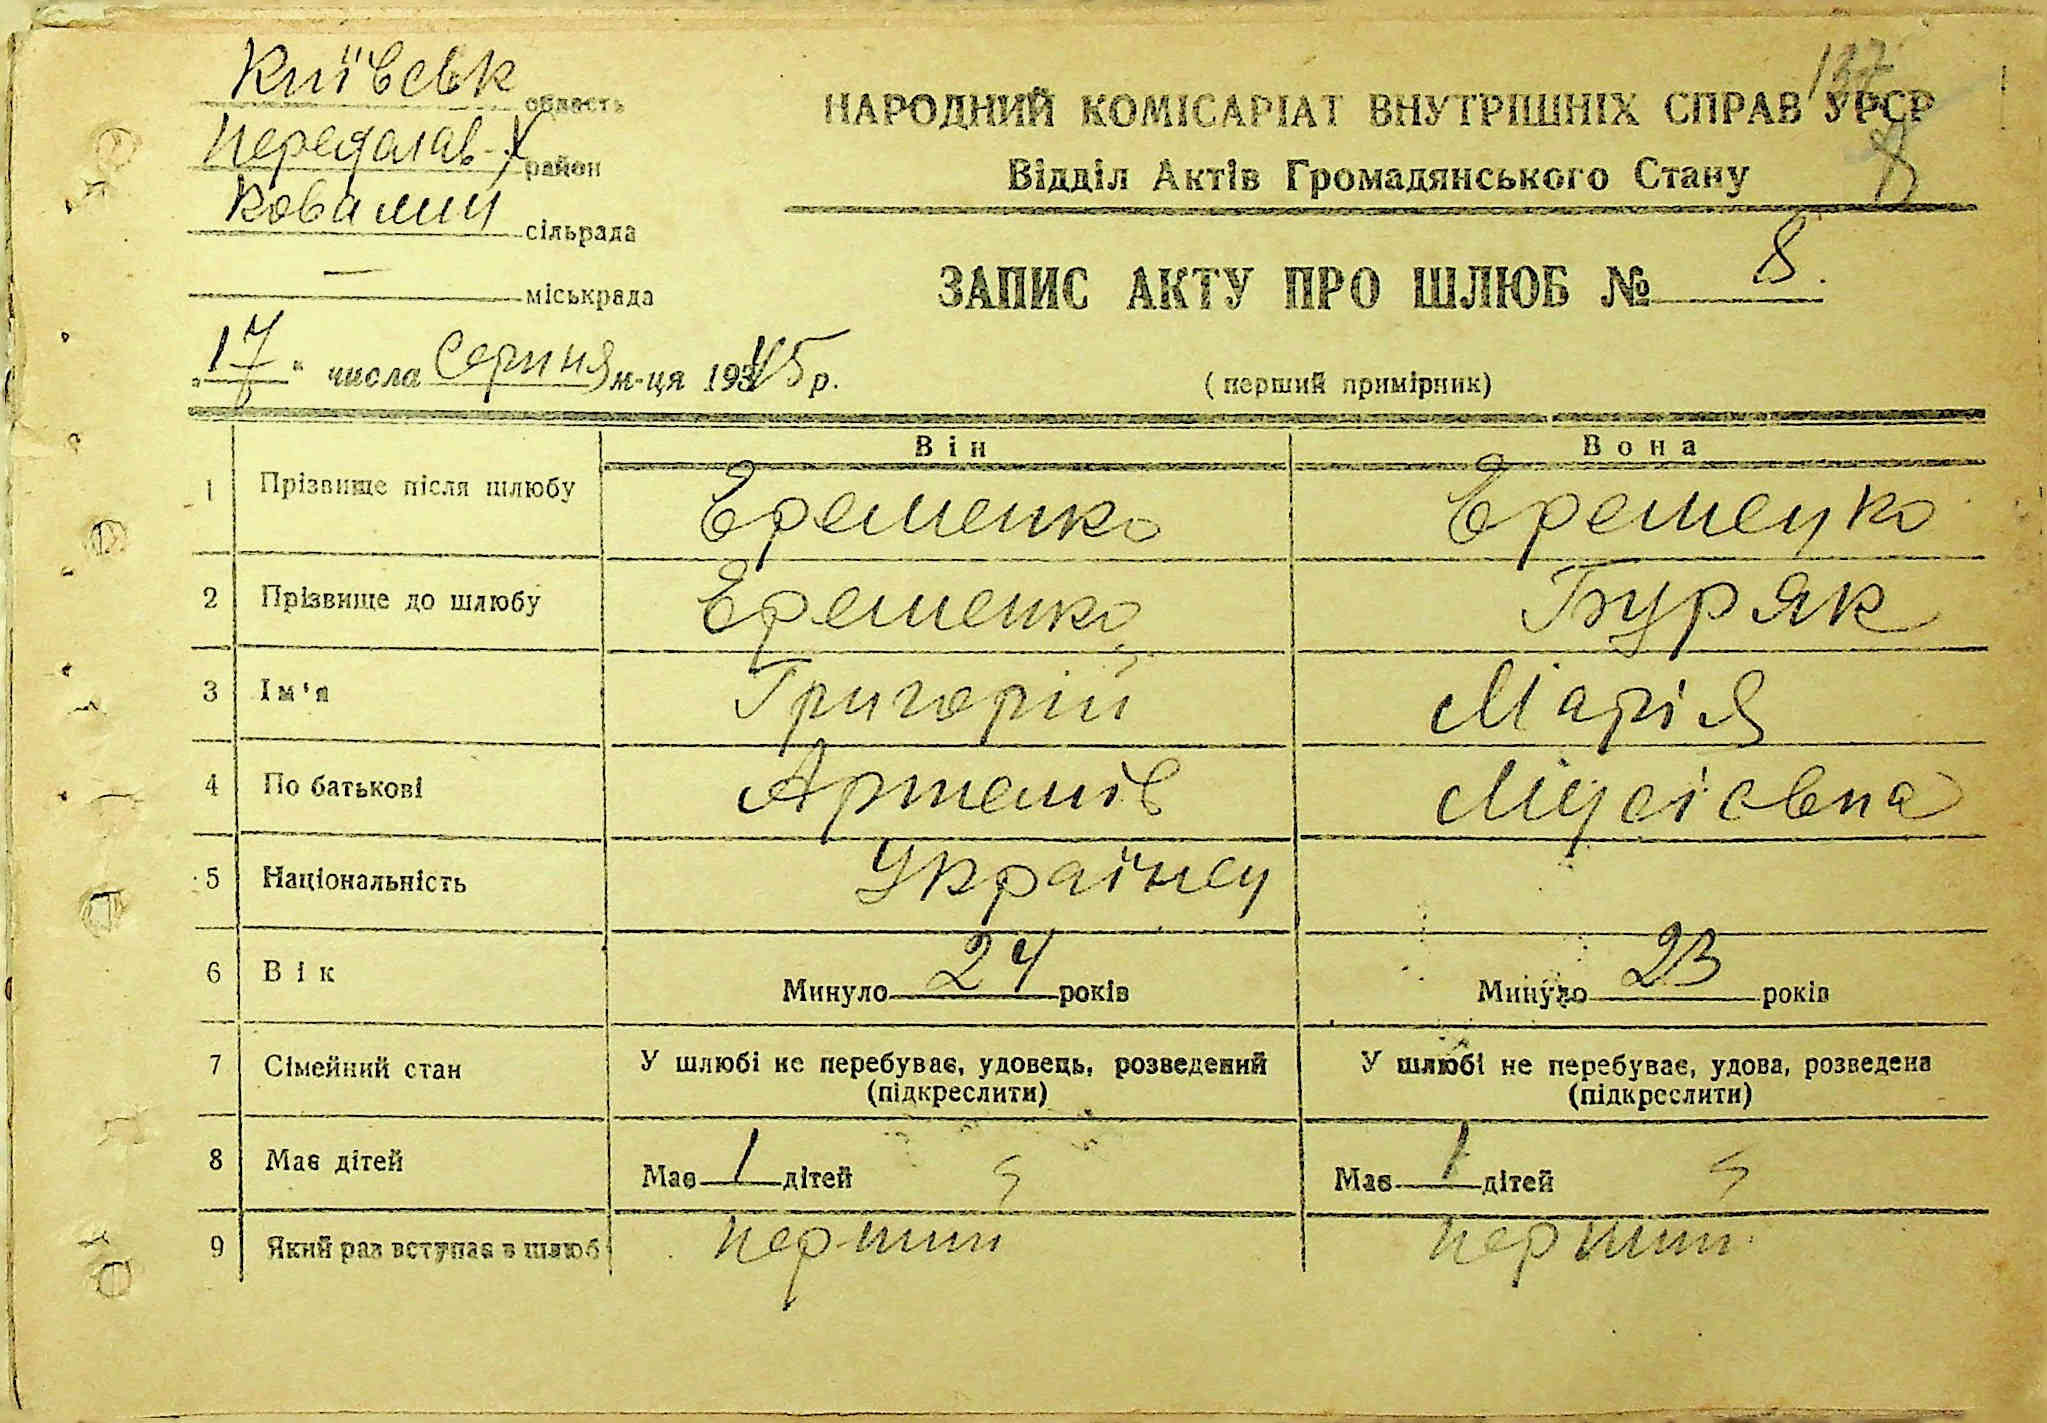 137
8
Київськ область
Переяслав-Х район
Ковалин сільрада
— міськрада
НАРОДНИЙ КОМІСАРІАТ ВНУТРІШНІХ СПРАВ УРСР
Відділ Актів Громадянського Стану
ЗАПИС АКТУ ПРО ШЛЮБ № 8.
„17" числа Серпня м-ця 1945 р.
(перший примірник)
Він Вона
1 Прізвище після шлюбу Єременко Єременко
2 Прізвище до шлюбу Єременко Буряк
3 Ім'я Григорій Марія
4 По батькові Артемів Мусієвна
5 Національність Українці
6 Вік Минуло 24 років Минуло 23 років
7 Сімейний стан У шлюбі не перебуває, удовець, розведений У шлюбі не перебуває, удова, розведена
(підкреслити) (підкреслити)
8 Має дітей Має 1 дітей Має 1 дітей
9 Який раз вступає в шлюб перший перший